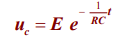 u_c = E e^{-\frac{1}{RC}t}